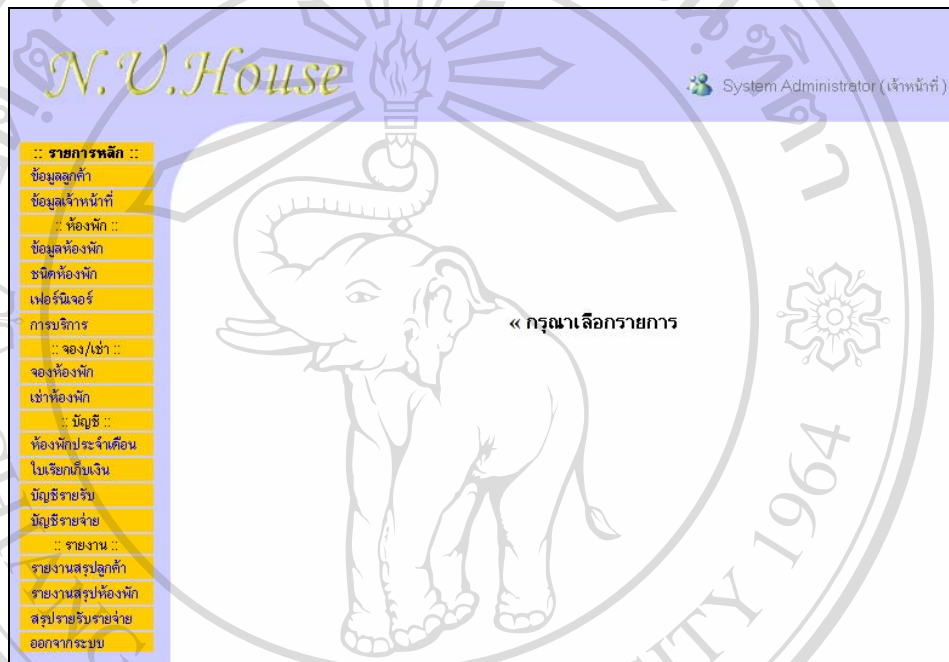 N.U.House
System Administrator (เจ้าหน้าที่)
:: รายการหลัก ::
ข้อมูลลูกค้า
ข้อมูลเจ้าหน้าที่
:: ห้องพัก ::
ข้อมูลห้องพัก
ชนิดห้องพัก
เฟอร์นิเจอร์
การบริการ
:: จอง/เช่า ::
จองห้องพัก
เช่าห้องพัก
:: บัญชี ::
ห้องพักประจำเดือน
ใบเรียกเก็บเงิน
บัญชีรายรับ
บัญชีรายจ่าย
:: รายงาน ::
รายงานสรุปลูกค้า
รายงานสรุปห้องพัก
สรุปรายรับรายจ่าย
ออกจากระบบ
« กรุณาเลือกรายการ
1964